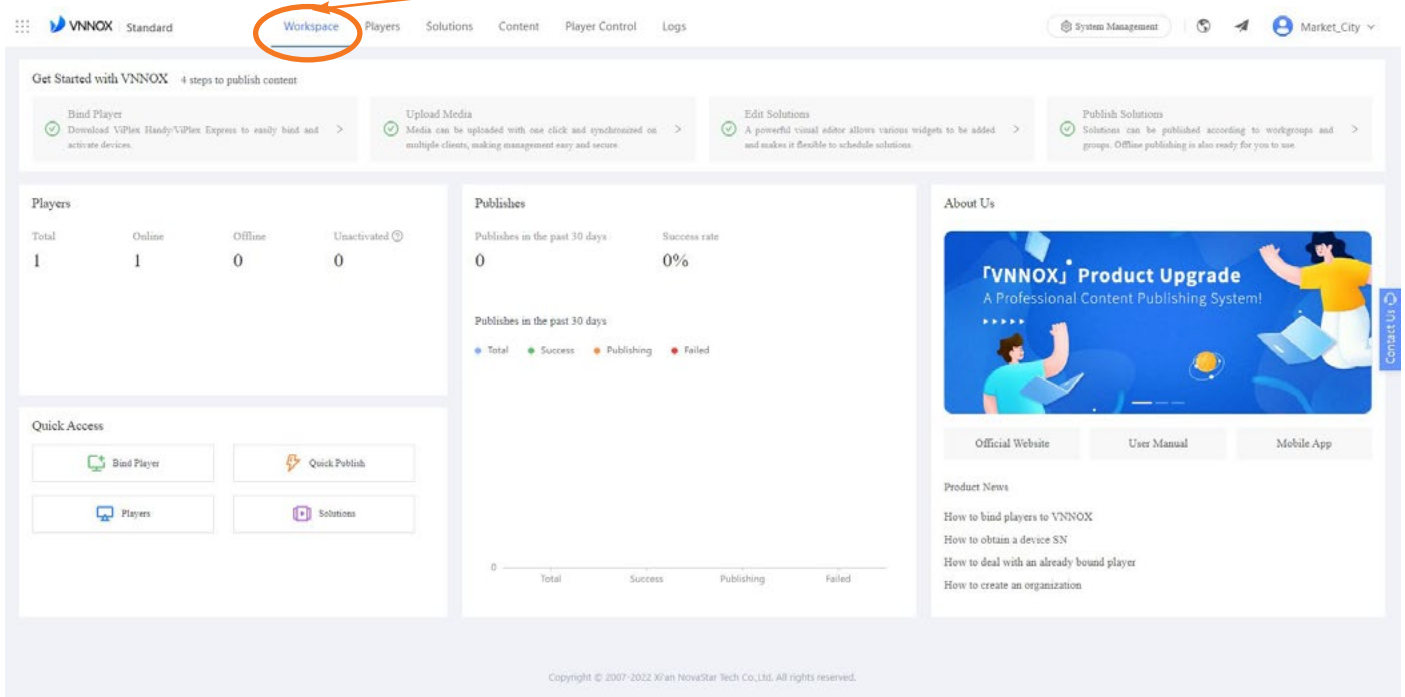 VNNOX Standard
Workspace Players Solutions Content Player Control Logs
System Management
Market_City
Get Started with VNNOX 4 steps to publish content
Bind Player
Download ViPlex Handy/ViPlex Express to easily bind and
activate devices.
Upload Media
Media can be uploaded with one click and synchronized on
multiple clients, making management easy and secure.
Edit Solutions
A powerful visual editor allows various widgets to be added
and makes it flexible to schedule solutions.
Publish Solutions
Solutions can be published according to workgroups and
groups. Offline publishing is also ready for you to use.
Players
Total Online Offline Unactivated
1 1 0 0
Quick Access
Bind Player Quick Publish
Players Solutions
Publishes
Publishes in the past 30 days Success rate
0 0%
Publishes in the past 30 days
Total Success Publishing Failed
0
Total Success Publishing Failed
About Us
「VNNOX」Product Upgrade
A Professional Content Publishing System!
Official Website User Manual Mobile App
Product News
How to bind players to VNNOX
How to obtain a device SN
How to deal with an already bound player
How to create an organization
Contact Us
Copyright © 2007-2022 Xi'an NovaStar Tech Co.,Ltd. All rights reserved.